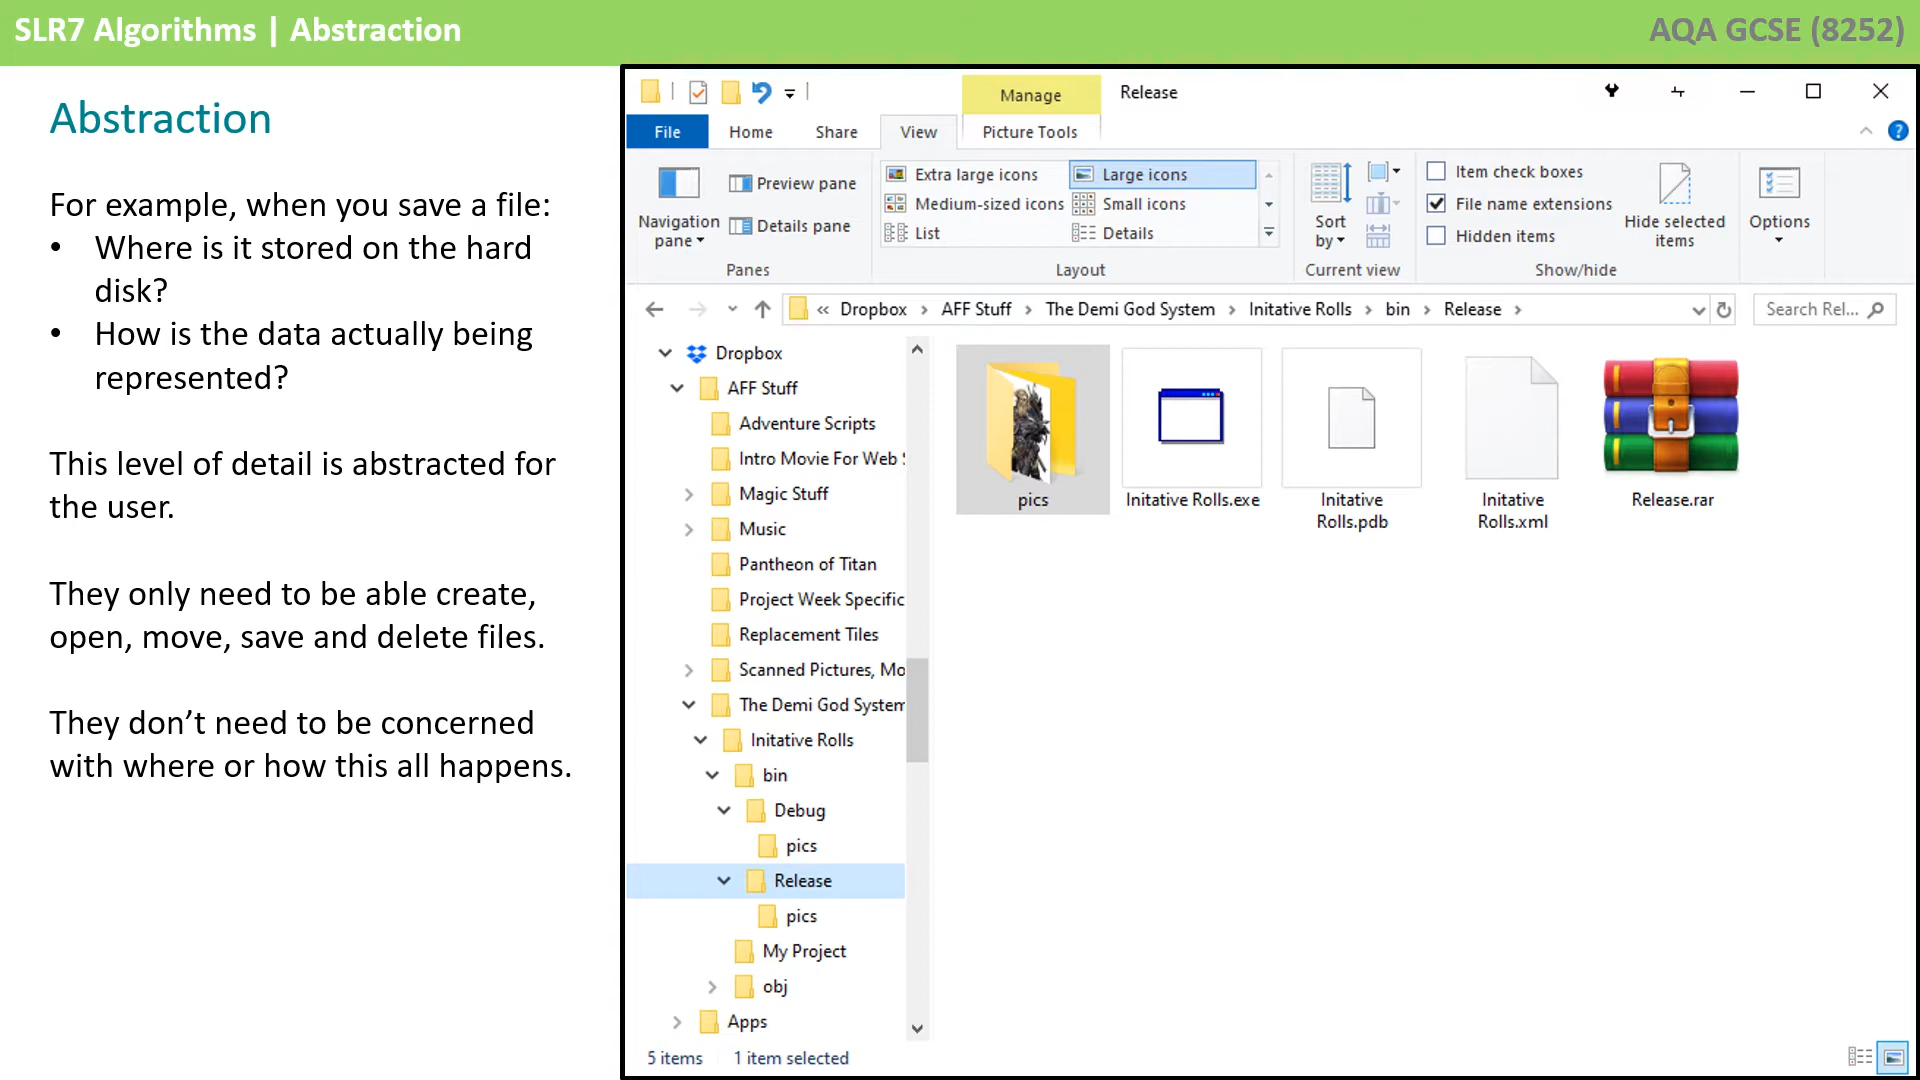 SLR7 Algorithms | Abstraction
AQA GCSE (8252)
Abstraction
For example, when you save a file:
• Where is it stored on the hard
disk?
• How is the data actually being
represented?
This level of detail is abstracted for
the user.
They only need to be able create,
open, move, save and delete files.
They don’t need to be concerned
with where or how this all happens.
Manage
Release
File
Home
Share
View
Picture Tools
Navigation
pane
Preview pane
Details pane
Panes
Extra large icons
Large icons
Medium-sized icons
Small icons
List
Details
Layout
Sort
by
Current view
Item check boxes
File name extensions
Hidden items
Hide selected
items
Show/hide
Options
« Dropbox › AFF Stuff › The Demi God System › Initative Rolls › bin › Release ›
Search Rel...
Dropbox
AFF Stuff
Adventure Scripts
Intro Movie For Web
Magic Stuff
Music
Pantheon of Titan
Project Week Specific
Replacement Tiles
Scanned Pictures, Mo
The Demi God System
Initative Rolls
bin
Debug
pics
Release
pics
My Project
obj
Apps
pics
Initative Rolls.exe
Initative
Rolls.pdb
Initative
Rolls.xml
Release.rar
5 items
1 item selected